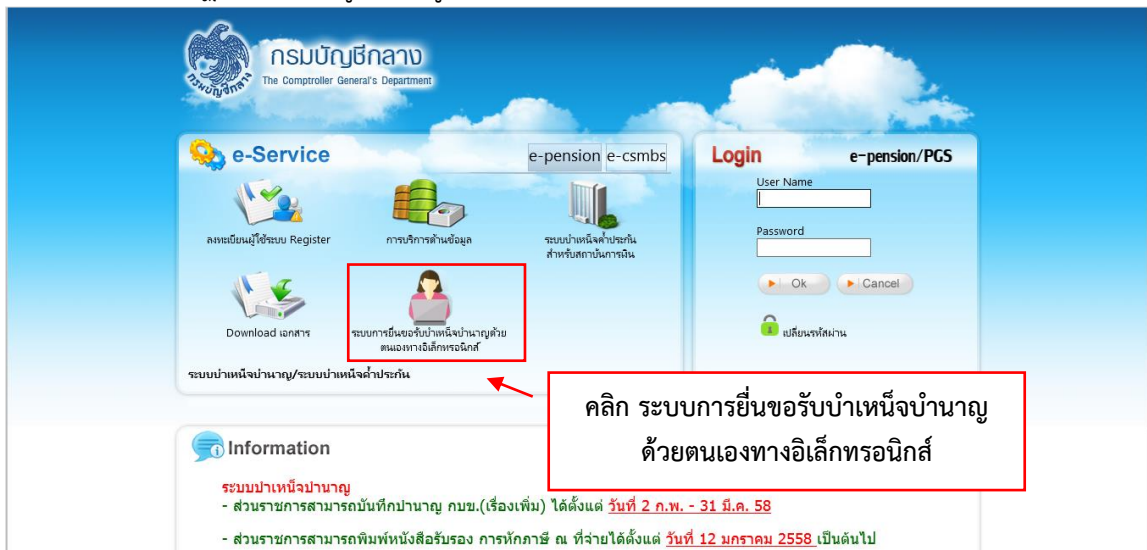 กรมบัญชีกลาง
The Comptroller General's Department
กรมบัญชีกลาง
e-Service
e-pension e-csmbs
ลงทะเบียนผู้ใช้ระบบ Register
การบริการด้านข้อมูล
ระบบบำเหน็จค้ำประกัน
สำหรับสถาบันการเงิน
Download เอกสาร
ระบบการยื่นขอรับบำเหน็จบำนาญด้วย
ตนเองทางอิเล็กทรอนิกส์
ระบบบำเหน็จบำนาญ/ระบบบำเหน็จค้ำประกัน
Login e-pension/PGS
User Name
Password
Ok Cancel
เปลี่ยนรหัสผ่าน
คลิก ระบบการยื่นขอรับบำเหน็จบำนาญ
ด้วยตนเองทางอิเล็กทรอนิกส์
Information
ระบบบำเหน็จบำนาญ
- ส่วนราชการสามารถบันทึกบำนาญ กบข.(เรื่องเพิ่ม) ได้ตั้งแต่ วันที่ 2 ก.พ. - 31 มี.ค. 58
- ส่วนราชการสามารถพิมพ์หนังสือรับรอง การหักภาษี ณ ที่จ่ายได้ตั้งแต่ วันที่ 12 มกราคม 2558 เป็นต้นไป